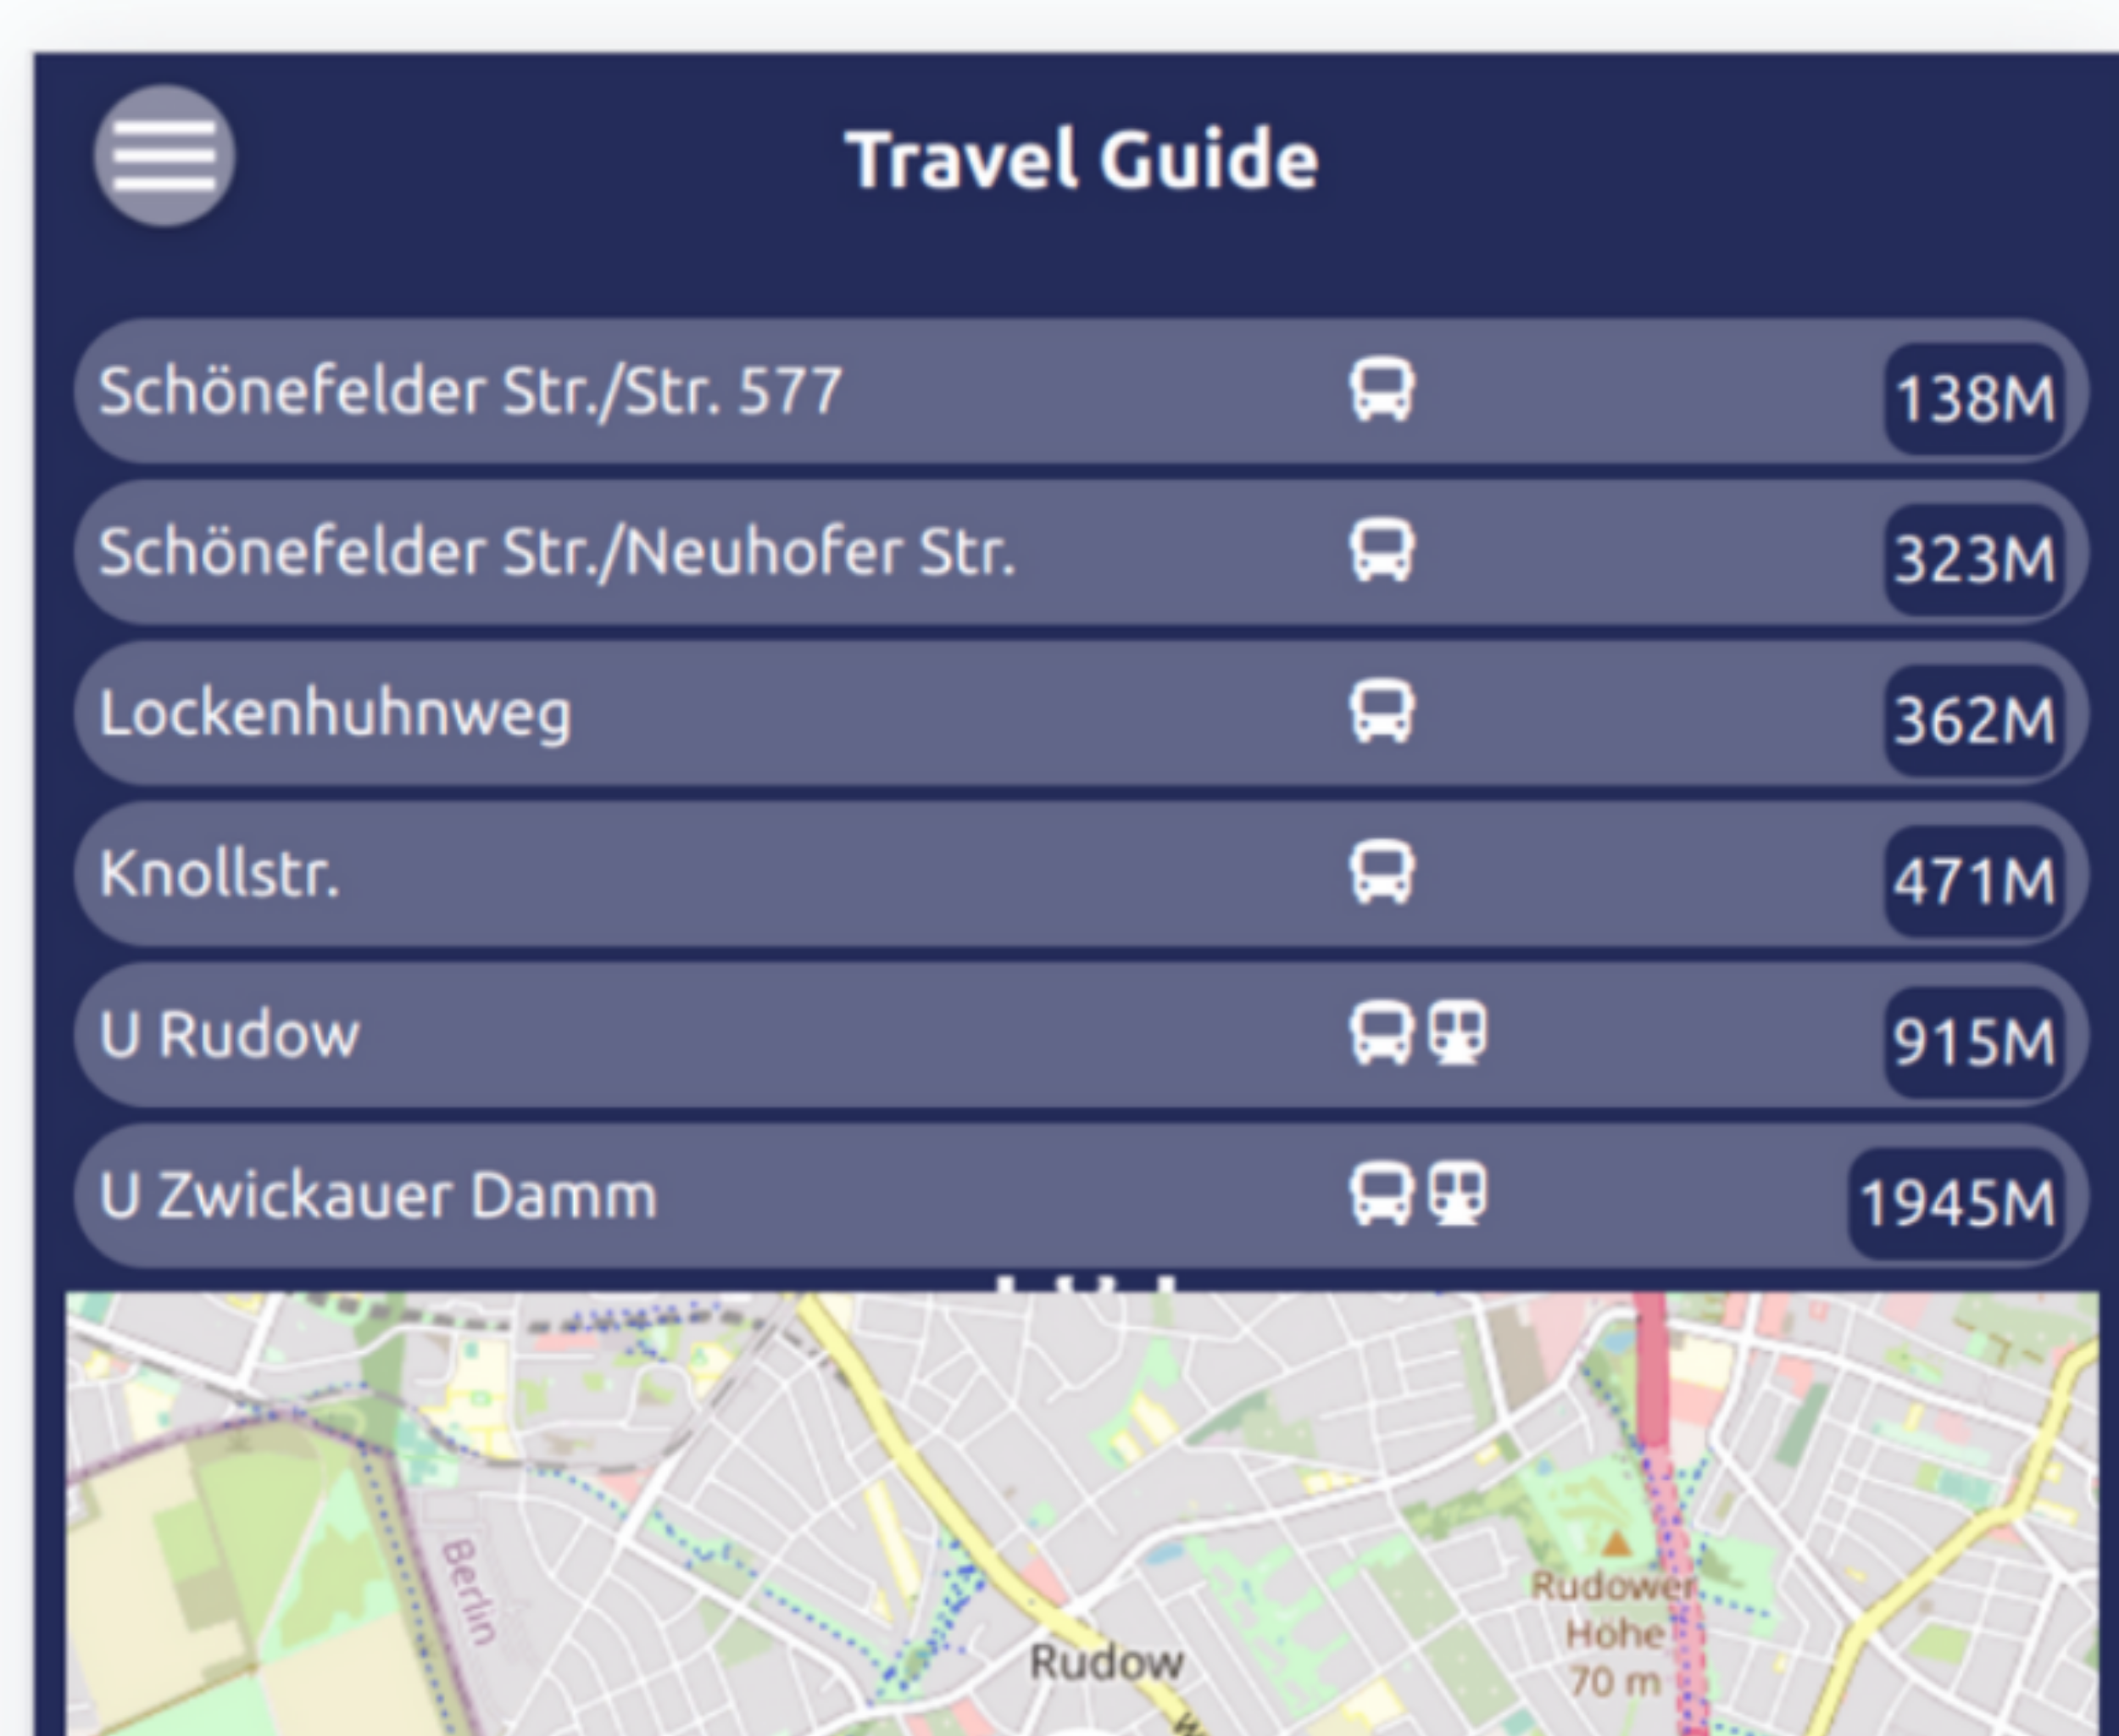 Travel Guide
Schönefelder Str./Str. 577 138M
Schönefelder Str./Neuhofer Str. 323M
Lockenhuhnweg 362M
Knollstr. 471M
U Rudow 915M
U Zwickauer Damm 1945M
Berlin
Rudower
Höhe
70 m
Rudow